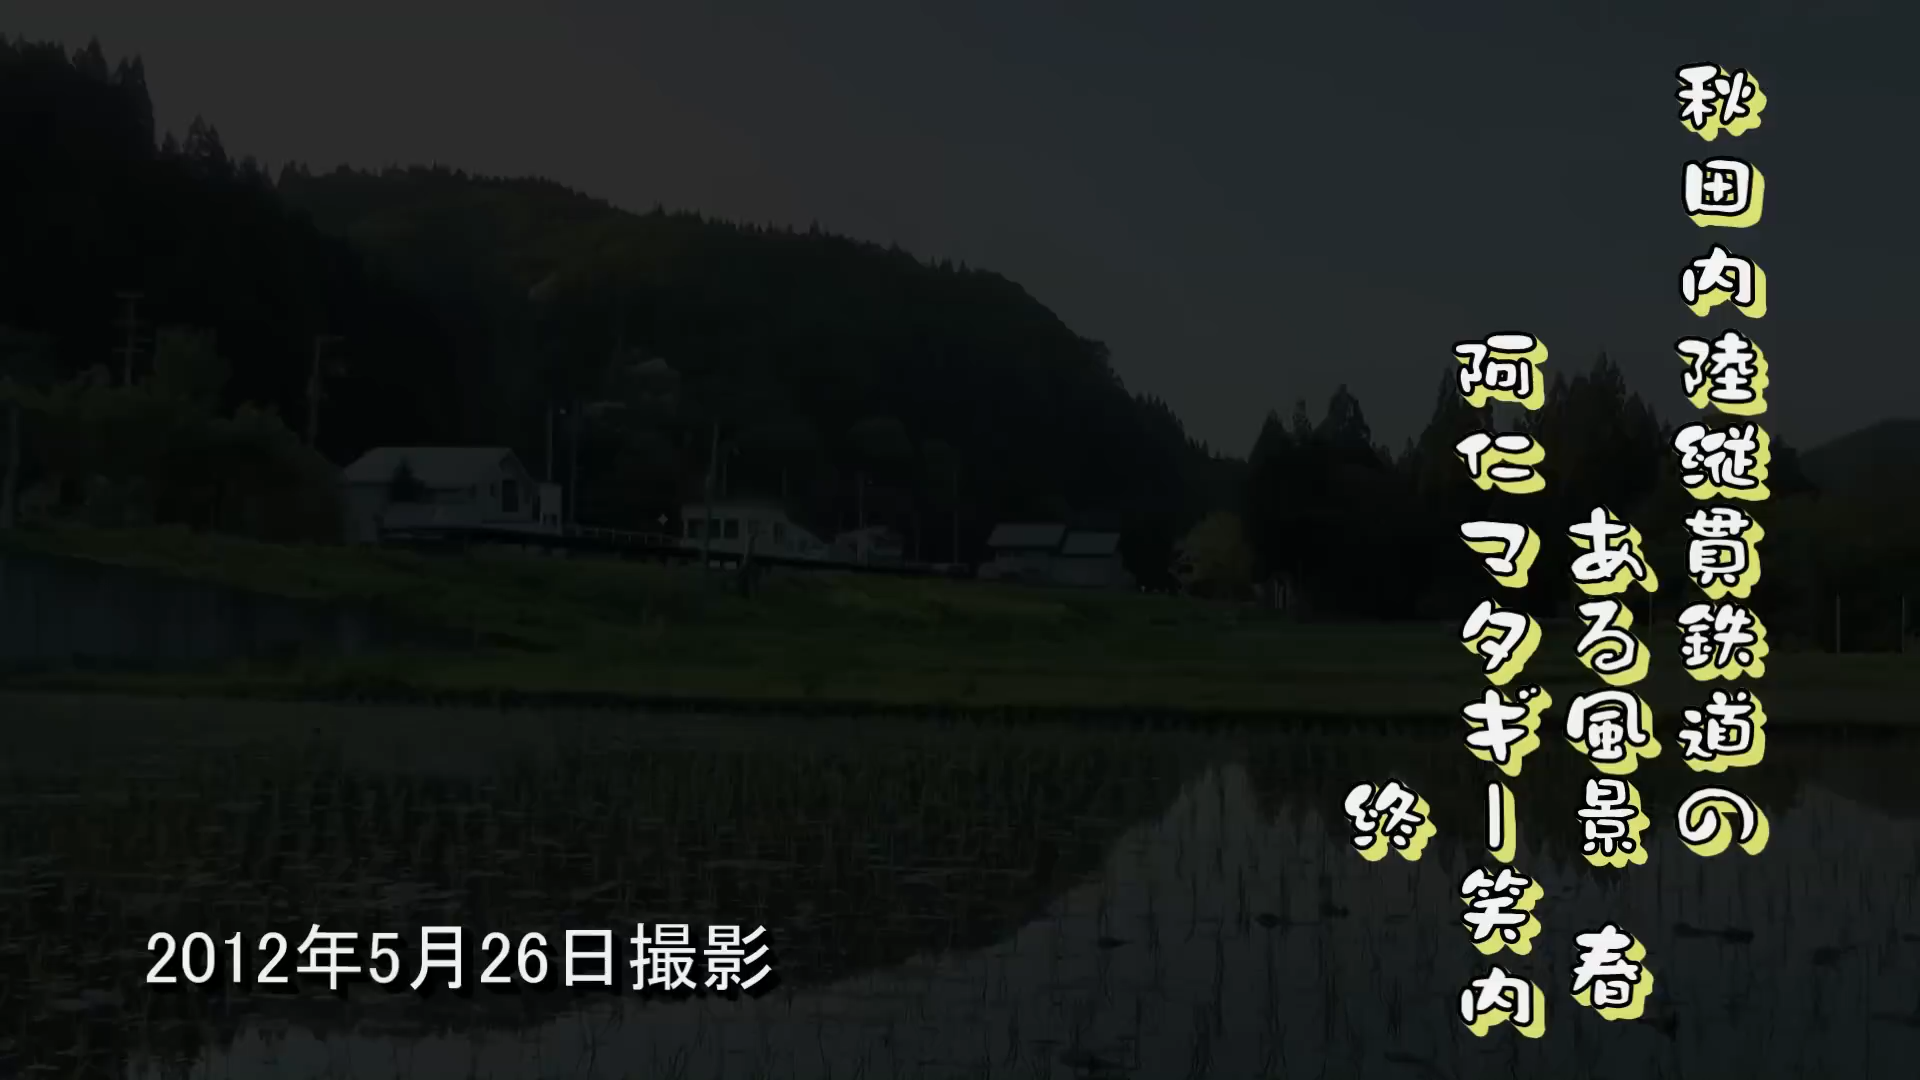 秋田内陸縦貫鉄道の
ある風景 春
阿仁マタギー笑内
終
2012年5月26日撮影